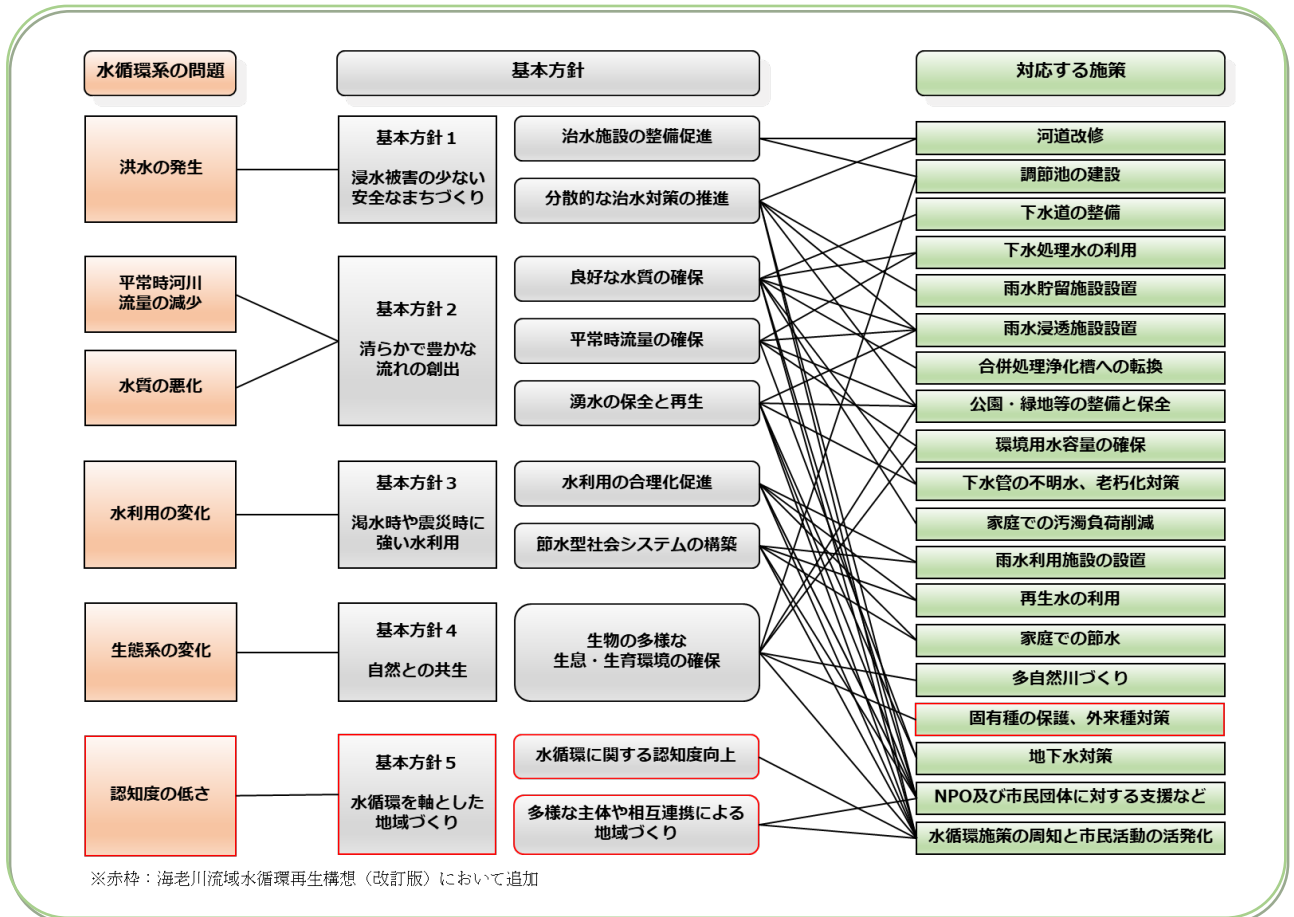 水循環系の問題
基本方針
対応する施策
洪水の発生
平常時河川
流量の減少
水質の悪化
水利用の変化
生態系の変化
認知度の低さ
基本方針１
浸水被害の少ない
安全なまちづくり
基本方針２
清らかで豊かな
流れの創出
基本方針３
渇水時や震災時に
強い水利用
基本方針４
自然との共生
基本方針５
水循環を軸とした
地域づくり
治水施設の整備促進
分散的な治水対策の推進
良好な水質の確保
平常時流量の確保
湧水の保全と再生
水利用の合理化促進
節水型社会システムの構築
生物の多様な
生息・生育環境の確保
水循環に関する認知度向上
多様な主体や相互連携による
地域づくり
河道改修
調節池の建設
下水道の整備
下水処理水の利用
雨水貯留施設設置
雨水浸透施設設置
合併処理浄化槽への転換
公園・緑地等の整備と保全
環境用水容量の確保
下水管の不明水、老朽化対策
家庭での汚濁負荷削減
雨水利用施設の設置
再生水の利用
家庭での節水
多自然川づくり
固有種の保護、外来種対策
地下水対策
NPO及び市民団体に対する支援など
水循環施策の周知と市民活動の活発化
※赤枠：海老川流域水循環再生構想（改訂版）において追加